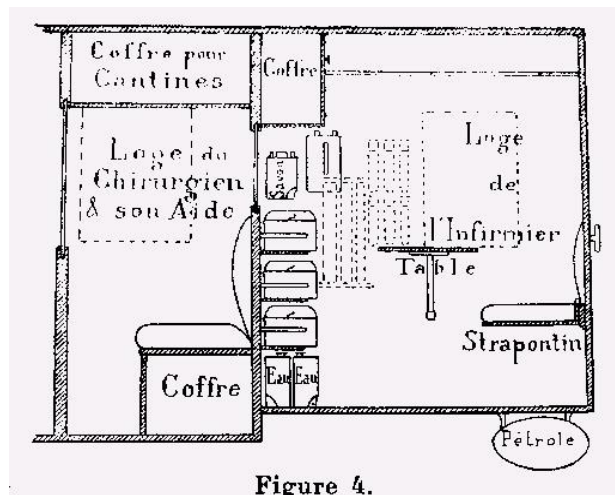 Coffre pour
Cantines
Coffre
Loge du
Chirurgien
& son Aide
Savon
Loge
de
l'Infirmier
Table
Strapontin
Coffre
Eau
Eau
Pétrole
Figure 4.